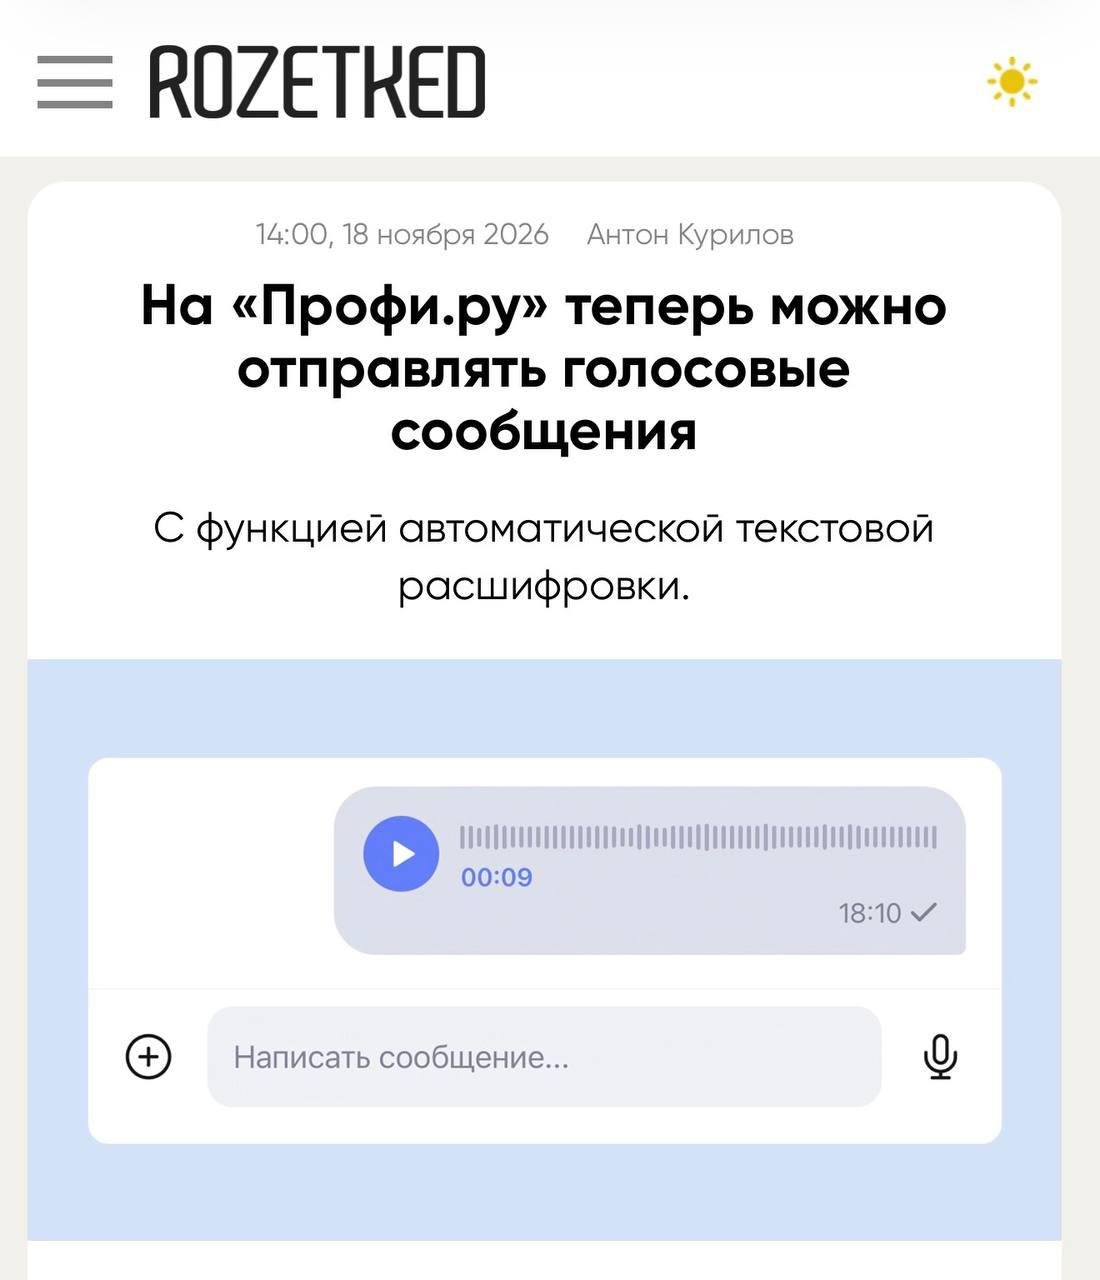 ROZETKED
14:00, 18 ноября 2026 Антон Курилов
На «Профи.ру» теперь можно
отправлять голосовые
сообщения
С функцией автоматической текстовой
расшифровки.
00:09
18:10
Написать сообщение...